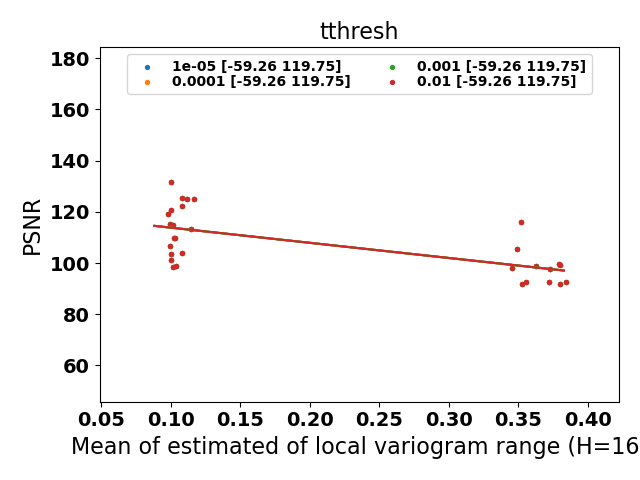 tthresh
1e-05 [-59.26 119.75]
0.0001 [-59.26 119.75]
0.001 [-59.26 119.75]
0.01 [-59.26 119.75]
PSNR
180
160
140
120
100
80
60
0.05 0.10 0.15 0.20 0.25 0.30 0.35 0.40
Mean of estimated of local variogram range (H=16